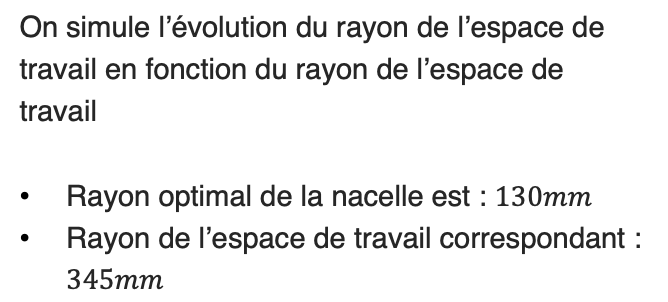 On simule l’évolution du rayon de l’espace de
travail en fonction du rayon de l’espace de
travail
• Rayon optimal de la nacelle est : 130mm
• Rayon de l’espace de travail correspondant :
345mm